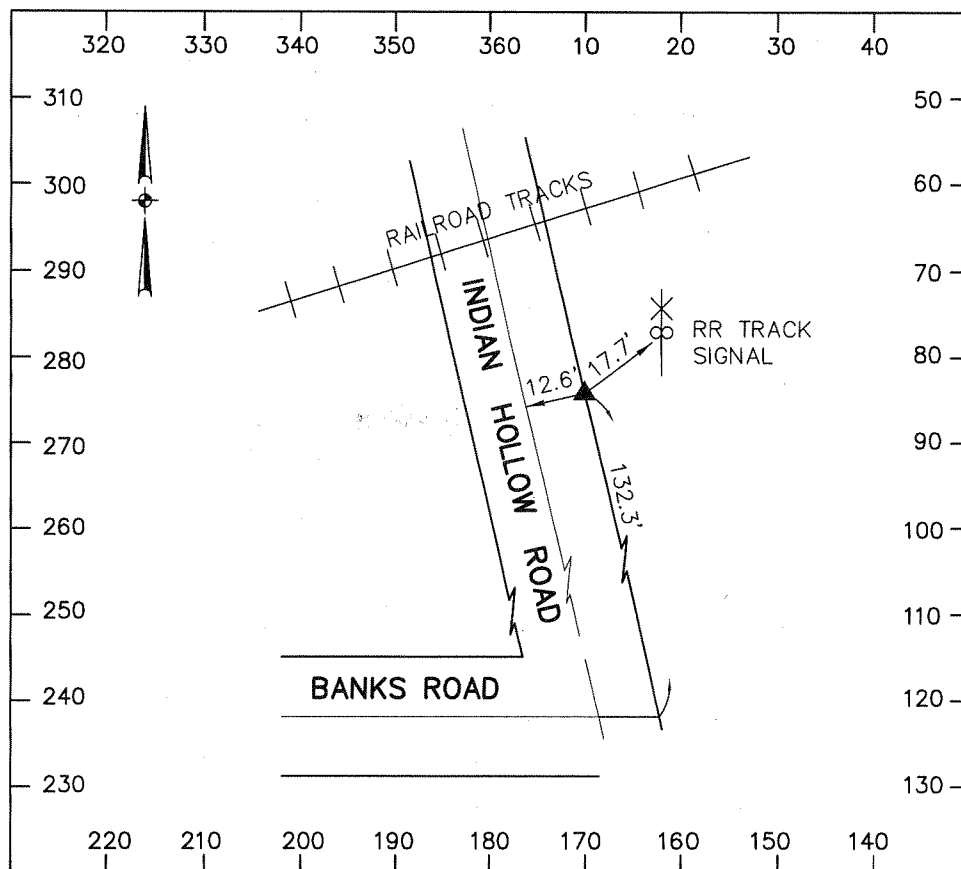 320 330 340 350 360 10 20 30 40
310 50
300 60
RAILROAD TRACKS
290 70
INDIAN HOLLOW ROAD
RR TRACK
SIGNAL
280 80
12.6'
17.7'
270 90
132.3'
260 100
250 110
BANKS ROAD
240 120
230 130
220 210 200 190 180 170 160 150 140